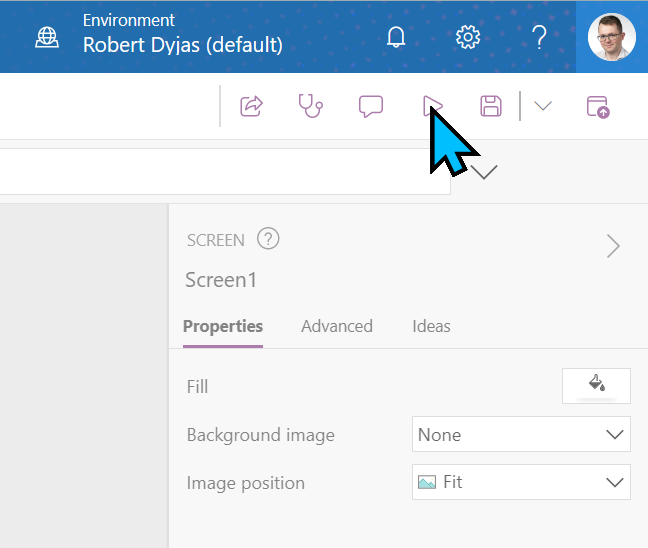 Environment
Robert Dyjas (default)
SCREEN
Screen1
Properties Advanced Ideas
Fill
Background image None
Image position Fit